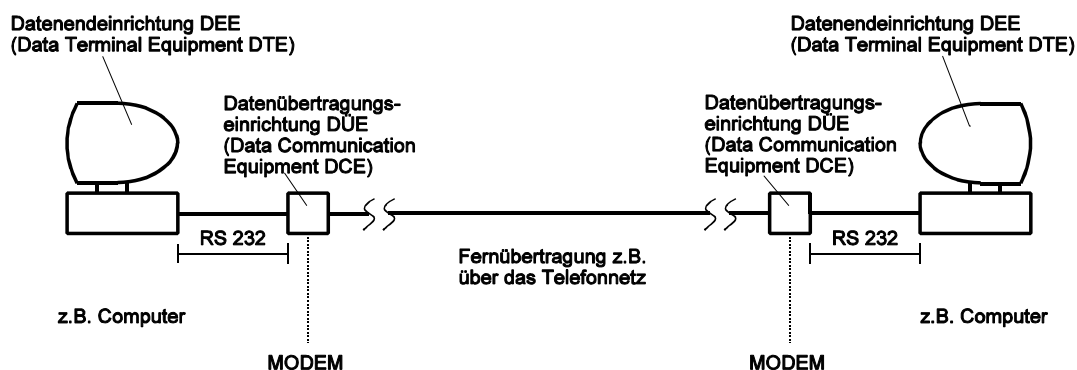 Datenendeinrichtung DEE
(Data Terminal Equipment DTE)
Datenendeinrichtung DEE
(Data Terminal Equipment DTE)
Datenübertragungs-
einrichtung DÜE
(Data Communication
Equipment DCE)
Datenübertragungs-
einrichtung DÜE
(Data Communication
Equipment DCE)
RS 232
RS 232
Fernübertragung z.B.
über das Telefonnetz
z.B. Computer
z.B. Computer
MODEM
MODEM